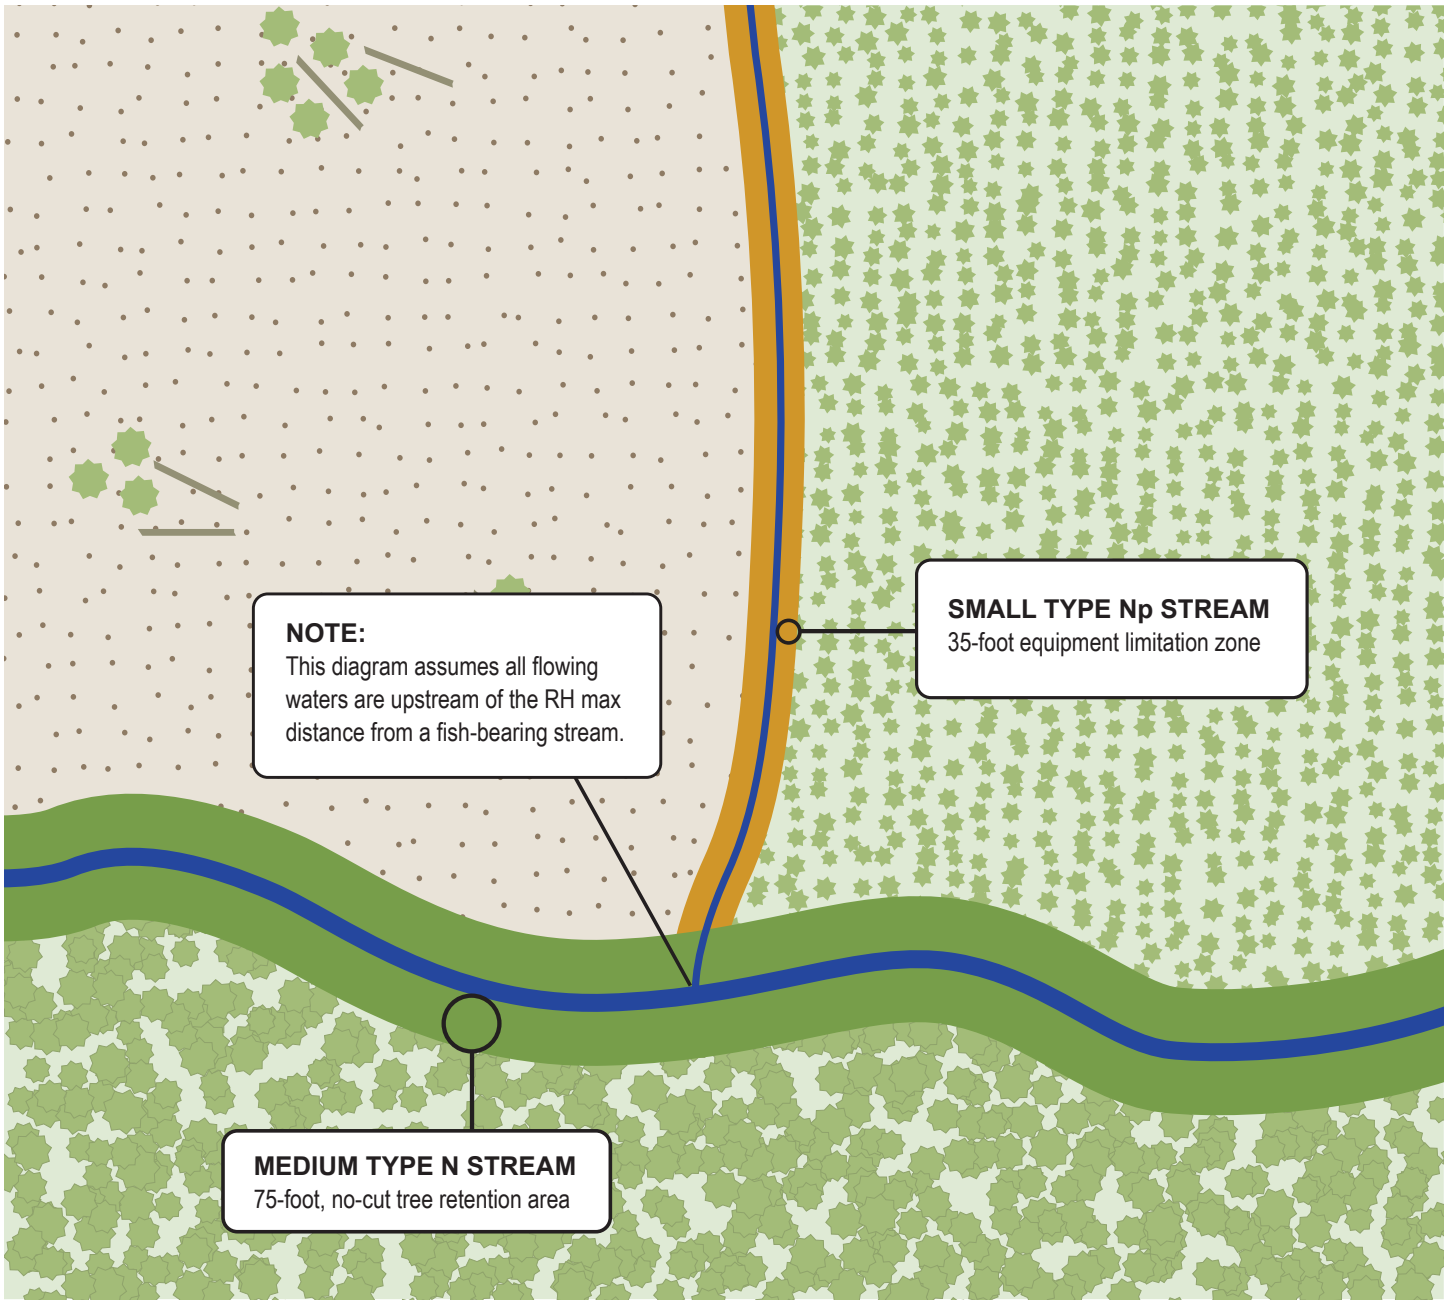 SMALL TYPE Np STREAM
35-foot equipment limitation zone
NOTE:
This diagram assumes all flowing
waters are upstream of the RH max
distance from a fish-bearing stream.
MEDIUM TYPE N STREAM
75-foot, no-cut tree retention area